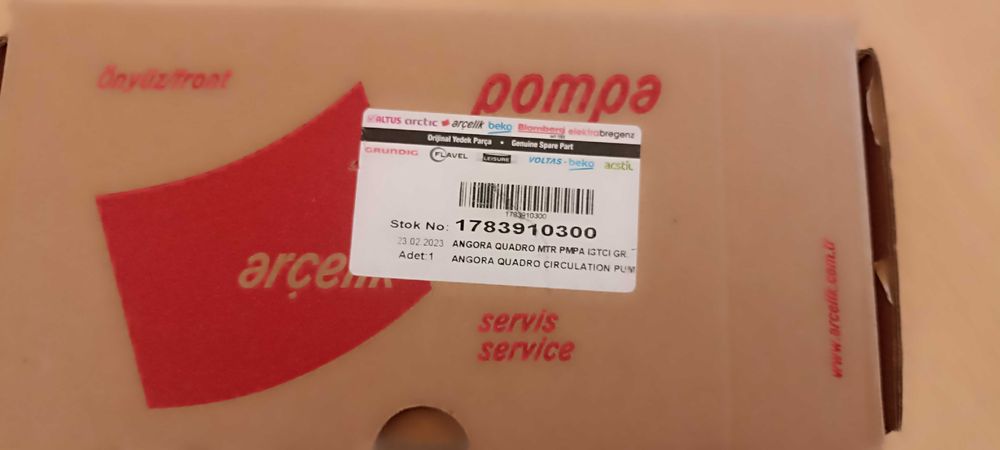 Önyüz/front
pompa
ALTUS arctic arçelik beko Blomberg elektrabregenz
Orijinal Yedek Parça • Genuine Spare Part
GRUNDIG FLAVEL LEISURE VOLTAS·beko acstil
1783910300
Stok No: 1783910300
23.02.2023 ANGORA QUADRO MTR PMPA ISTCI GR.
Adet:1 ANGORA QUADRO CIRCULATION PUM
arçelik
servis
service
www.arcelik.com.tr